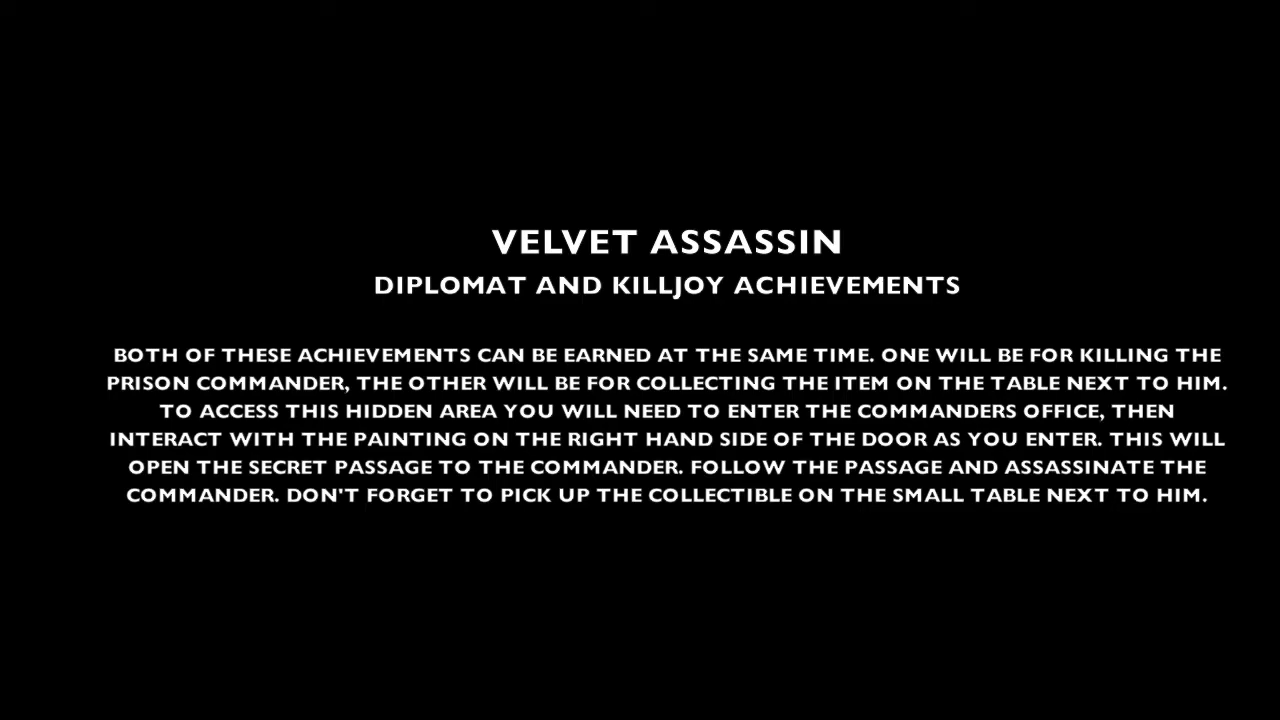 VELVET ASSASSIN
DIPLOMAT AND KILLJOY ACHIEVEMENTS
BOTH OF THESE ACHIEVEMENTS CAN BE EARNED AT THE SAME TIME. ONE WILL BE FOR KILLING THE
PRISON COMMANDER, THE OTHER WILL BE FOR COLLECTING THE ITEM ON THE TABLE NEXT TO HIM.
TO ACCESS THIS HIDDEN AREA YOU WILL NEED TO ENTER THE COMMANDERS OFFICE, THEN
INTERACT WITH THE PAINTING ON THE RIGHT HAND SIDE OF THE DOOR AS YOU ENTER. THIS WILL
OPEN THE SECRET PASSAGE TO THE COMMANDER. FOLLOW THE PASSAGE AND ASSASSINATE THE
COMMANDER. DON'T FORGET TO PICK UP THE COLLECTIBLE ON THE SMALL TABLE NEXT TO HIM.